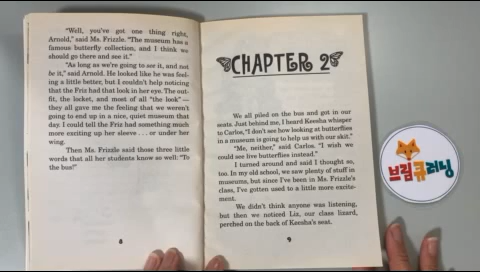 "Well, you've got one thing right,
Arnold," said Ms. Frizzle. "The museum has a
famous butterfly collection, and I think we
should go there and see it."
"As long as we're going to see it, and not
be it," said Arnold. He looked like he was feel-
ing a little better, but I couldn't help noticing
that the Friz had that look in her eye. The out-
fit, the locket, and most of all "the look"—
they all gave me the feeling that we weren't
going to end up in a nice, quiet museum that
day. I could tell the Friz had something much
more exciting up her sleeve . . . or under her
wing.
Then Ms. Frizzle said those three little
words that all her students know so well: "To
the bus!"
8
CHAPTER 2
We all piled on the bus and got in our
seats. Just behind me, I heard Keesha whisper
to Carlos, "I don't see how looking at butterflies
in a museum is going to help us with our skit."
"Me, neither," said Carlos. "I wish we
could see live butterflies instead."
I turned around and said I thought so,
too. In my old school, we saw plenty of stuff in
museums, but since I've been in Ms. Frizzle's
class, I've gotten used to a little more excite-
ment.
We didn't think anyone was listening,
but then we noticed Liz, our class lizard,
perched on the back of Keesha's seat.
9
브림큐
러닝